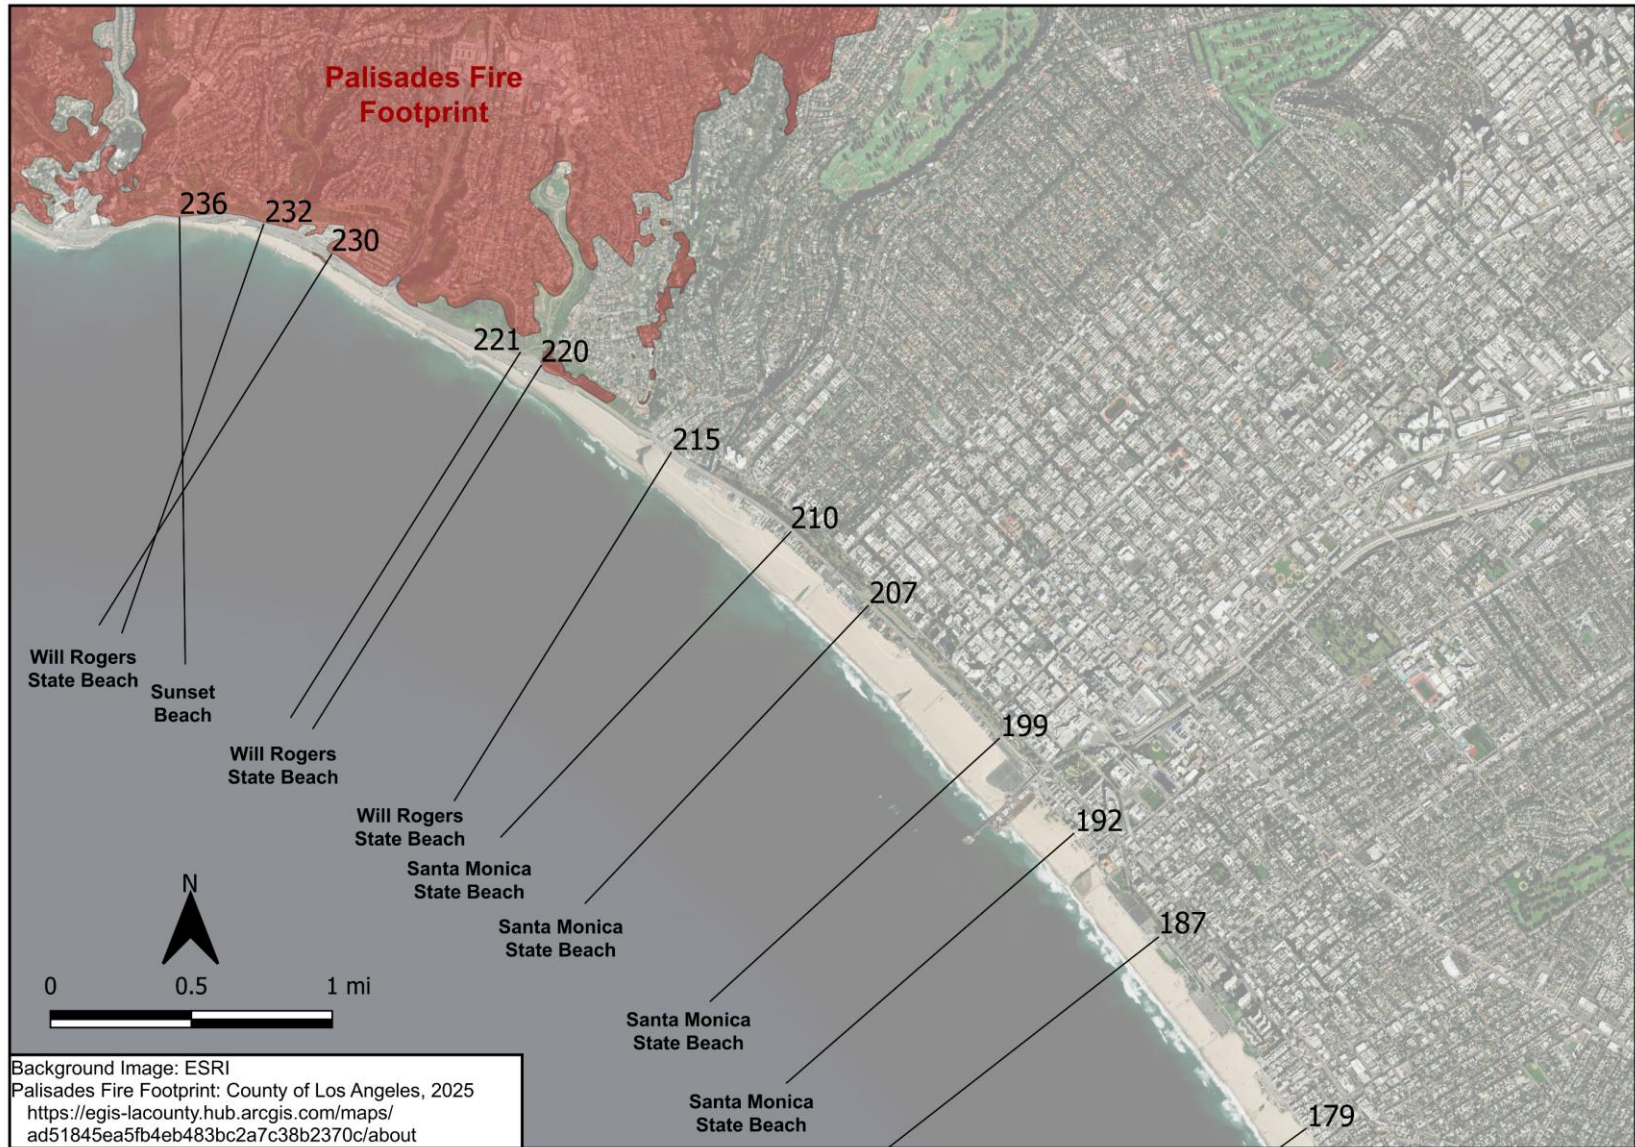 Palisades Fire
Footprint
236
232
230
221
220
215
210
207
199
192
187
179
Will Rogers
State Beach
Sunset
Beach
Will Rogers
State Beach
Will Rogers
State Beach
Santa Monica
State Beach
Santa Monica
State Beach
Santa Monica
State Beach
Santa Monica
State Beach
N
0 0.5 1 mi
Background Image: ESRI
Palisades Fire Footprint: County of Los Angeles, 2025
https://egis-lacounty.hub.arcgis.com/maps/
ad51845ea5fb4eb483bc2a7c38b2370c/about